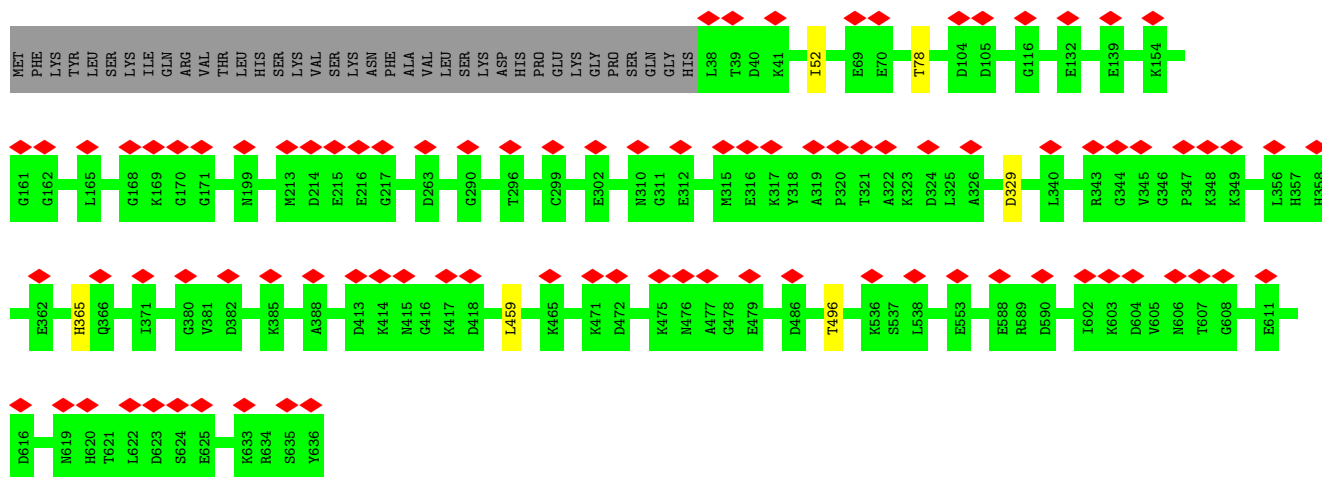 MET PHE LYS TYR LEU SER LYS ILE GLN ARG VAL THR LEU HIS SER LYS VAL SER LYS ASN PHE ALA VAL LEU SER LYS ASP HIS PRO GLU LYS GLY PRO SER GLN GLY HIS L38 T39 D40 K41 I52 E69 E70 T78 D104 D105 G116 E132 E139 K154
G161 G162 L165 G168 K169 G170 G171 N199 M213 D214 E215 E216 G217 D263 G290 T296 C299 E302 N310 G311 E312 M315 E316 K317 Y318 A319 P320 T321 A322 K323 D324 L325 A326 D329 L340 R343 G344 V345 G346 P347 K348 K349 L356 H357 H358
E362 H365 Q366 I371 G380 V381 D382 K385 A388 D413 K414 N415 G416 K417 D418 L459 K465 K471 D472 K475 N476 A477 G478 E479 D486 T496 K536 S537 L538 E553 E588 R589 D590 I602 K603 D604 V605 N606 T607 G608 E611
D616 N619 H620 T621 L622 D623 S624 E625 K633 R634 S635 Y636